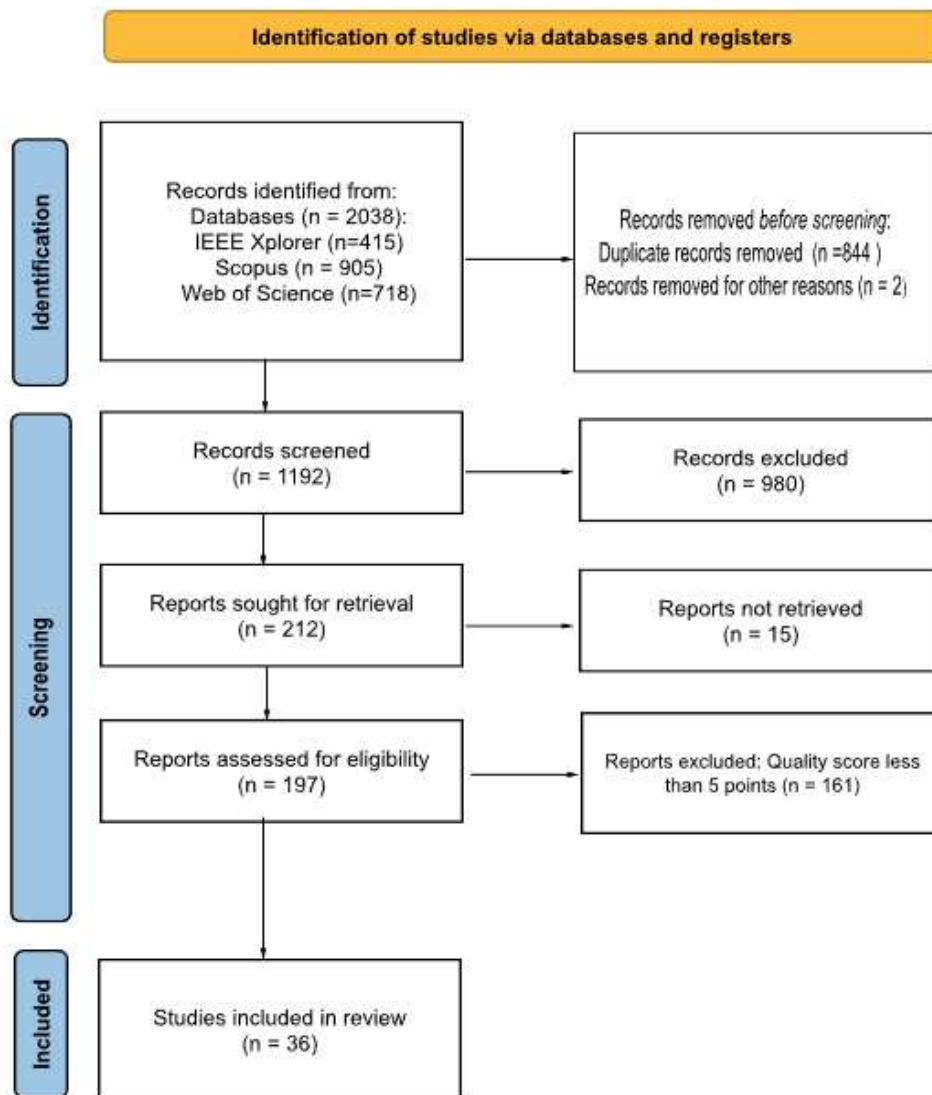 Identification of studies via databases and registers
Identification
Records identified from:
Databases (n = 2038):
IEEE Xplorer (n=415)
Scopus (n = 905)
Web of Science (n=718)
Records removed before screening:
Duplicate records removed (n =844 )
Records removed for other reasons (n = 2)
Screening
Records screened
(n = 1192)
Records excluded
(n = 980)
Reports sought for retrieval
(n = 212)
Reports not retrieved
(n = 15)
Reports assessed for eligibility
(n = 197)
Reports excluded; Quality score less
than 5 points (n = 161)
Included
Studies included in review
(n = 36)